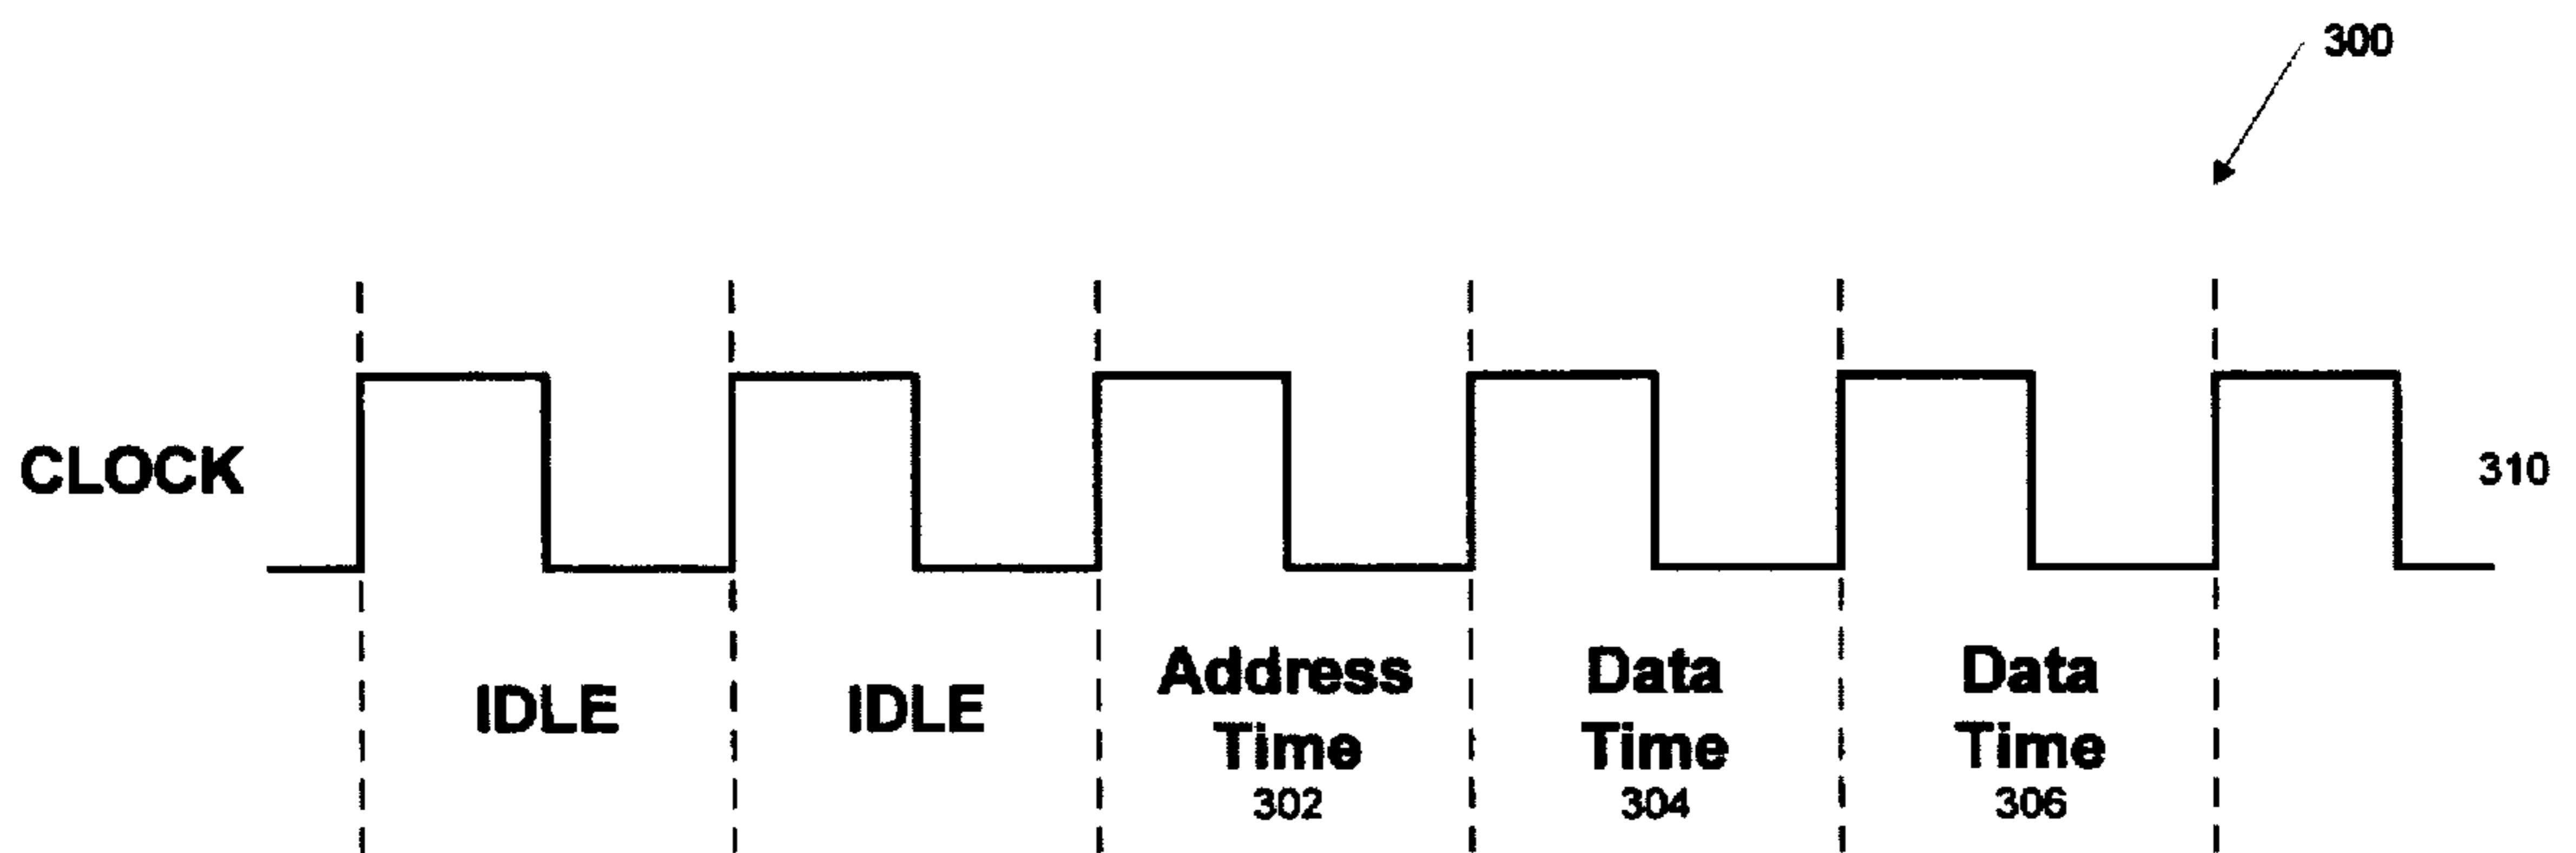 300
CLOCK
310
IDLE
IDLE
Address
Time
302
Data
Time
304
Data
Time
306